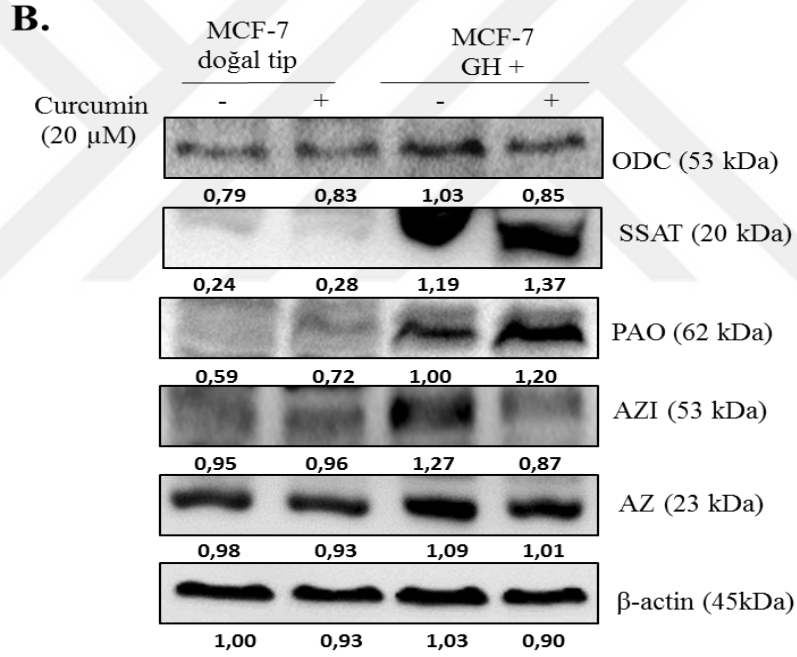 B.
MCF-7
doğal tip
MCF-7
GH +
Curcumin
(20 µM)
- + - +
ODC (53 kDa)
0,79 0,83 1,03 0,85
SSAT (20 kDa)
0,24 0,28 1,19 1,37
PAO (62 kDa)
0,59 0,72 1,00 1,20
AZI (53 kDa)
0,95 0,96 1,27 0,87
AZ (23 kDa)
0,98 0,93 1,09 1,01
β-actin (45kDa)
1,00 0,93 1,03 0,90